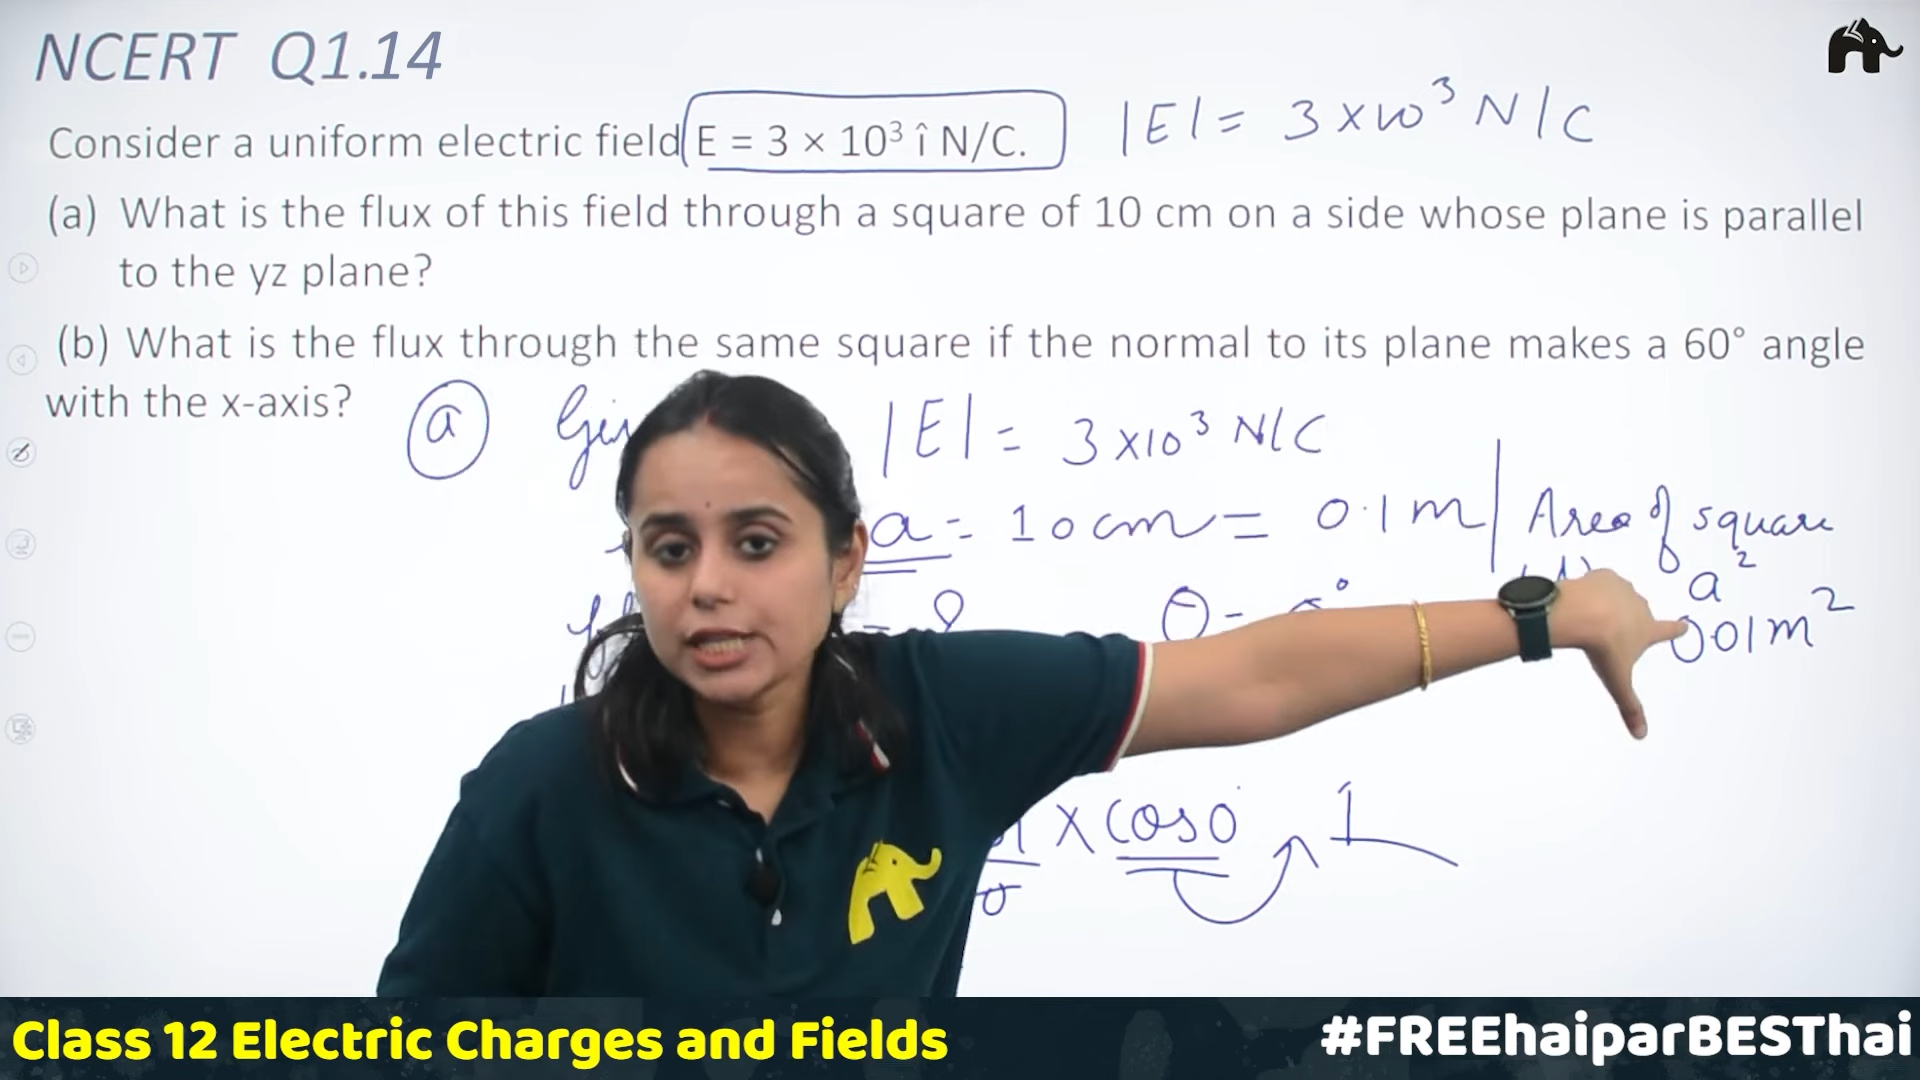 NCERT Q1.14
Consider a uniform electric field E = 3 × 10³ î N/C. |E| = 3 × 10³ N/C
(a) What is the flux of this field through a square of 10 cm on a side whose plane is parallel
to the yz plane?
(b) What is the flux through the same square if the normal to its plane makes a 60° angle
with the x-axis?
(a) |E| = 3 × 10³ N/C
a = 10 cm = 0.1 m | Area of square
a²
θ =
0.01 m²
× cos 0 1
Class 12 Electric Charges and Fields
#FREEhaiparBESThai